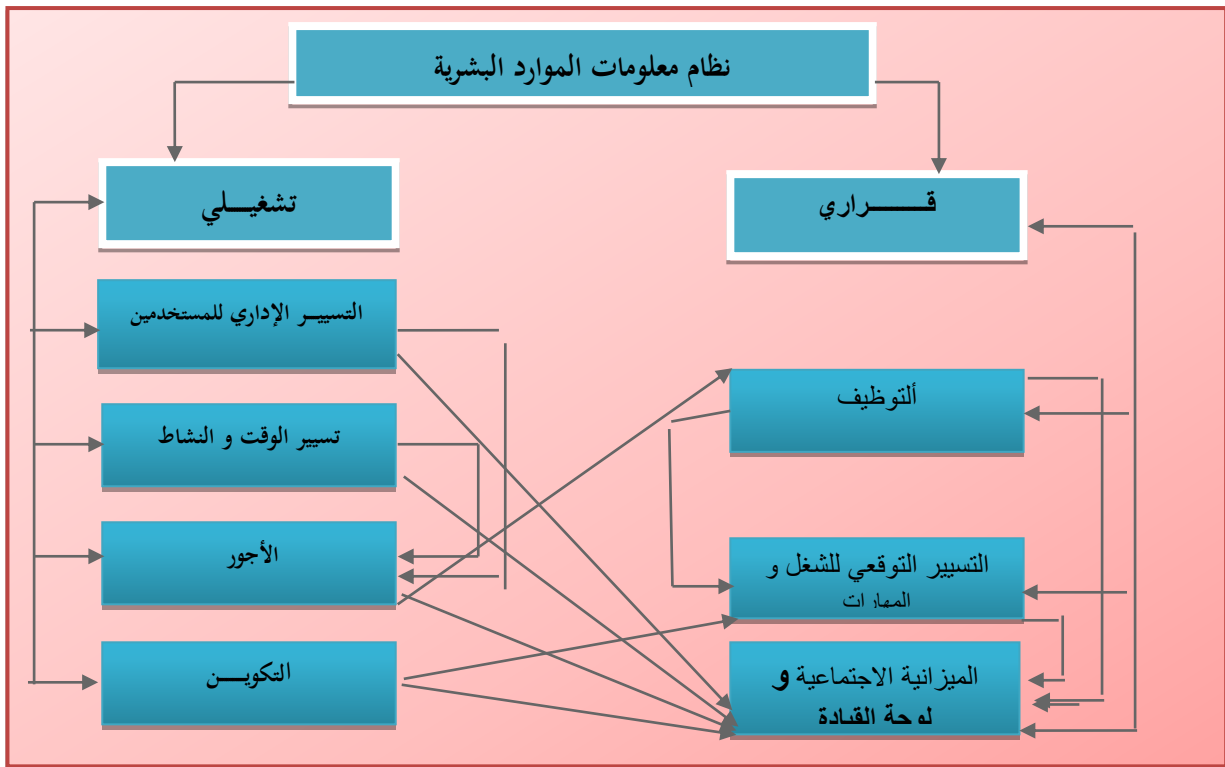 نظام معلومات الموارد البشرية
تشغيـــلي
قـــــــراري
التسييــر الإداري للمستخدمين
تسيير الوقت و النشاط
الأجور
التكويـــن
ألتوظيف
التسيير التوقعي للشغل و
المهارات
الميزانية الاجتماعية و
لوحة القيادة